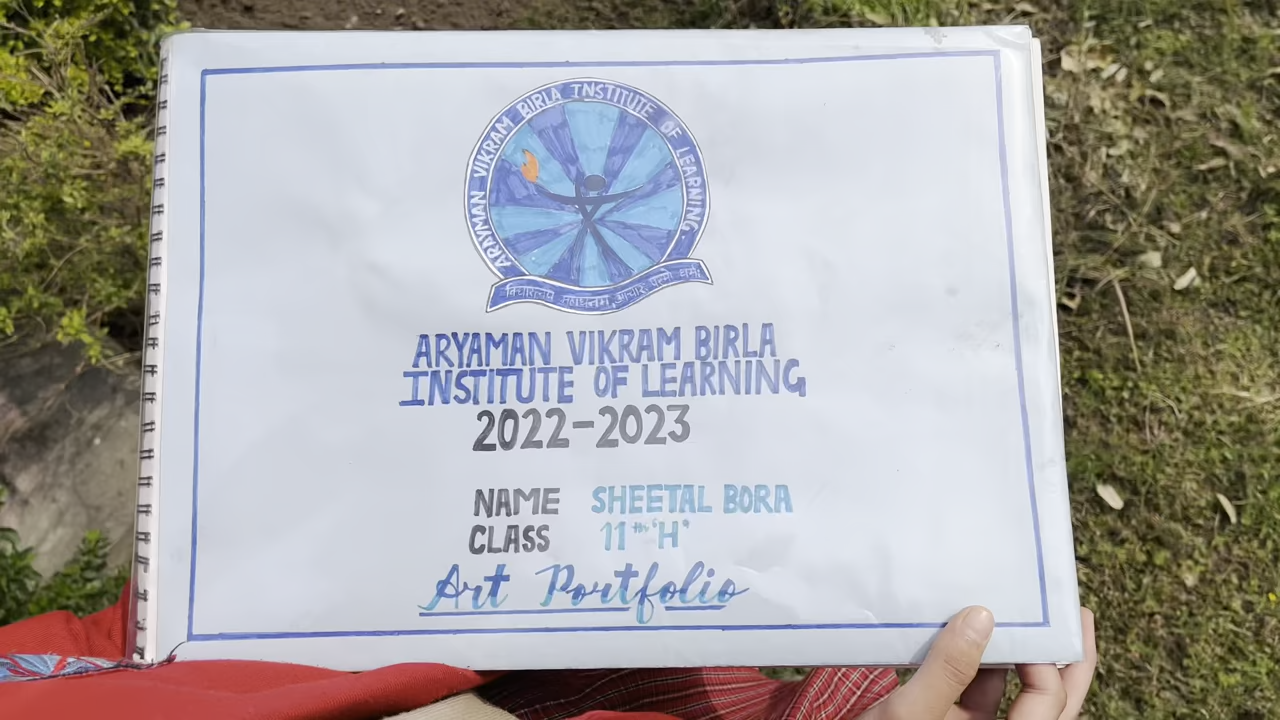 ARAYMAN VIKRAM BIRLA INSTITUTE OF LEARNING.
ARYAMAN VIKRAM BIRLA
INSTITUTE OF LEARNING
2022-2023
NAME SHEETAL BORA
CLASS 11th 'H'
Art Portfolio